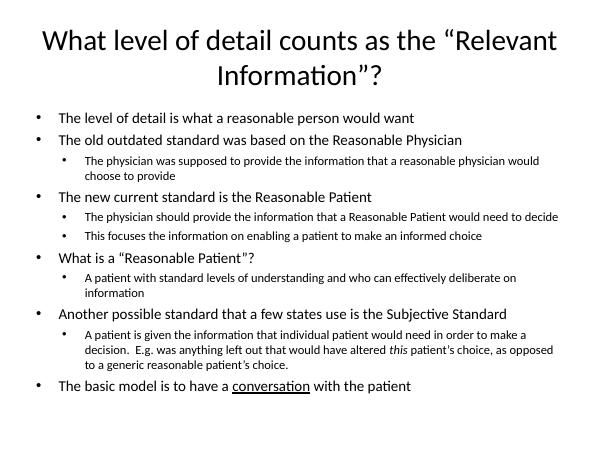 What level of detail counts as the “Relevant
Information”?
• The level of detail is what a reasonable person would want
• The old outdated standard was based on the Reasonable Physician
• The physician was supposed to provide the information that a reasonable physician would
choose to provide
• The new current standard is the Reasonable Patient
• The physician should provide the information that a Reasonable Patient would need to decide
• This focuses the information on enabling a patient to make an informed choice
• What is a “Reasonable Patient”?
• A patient with standard levels of understanding and who can effectively deliberate on
information
• Another possible standard that a few states use is the Subjective Standard
• A patient is given the information that individual patient would need in order to make a
decision. E.g. was anything left out that would have altered this patient’s choice, as opposed
to a generic reasonable patient’s choice.
• The basic model is to have a conversation with the patient